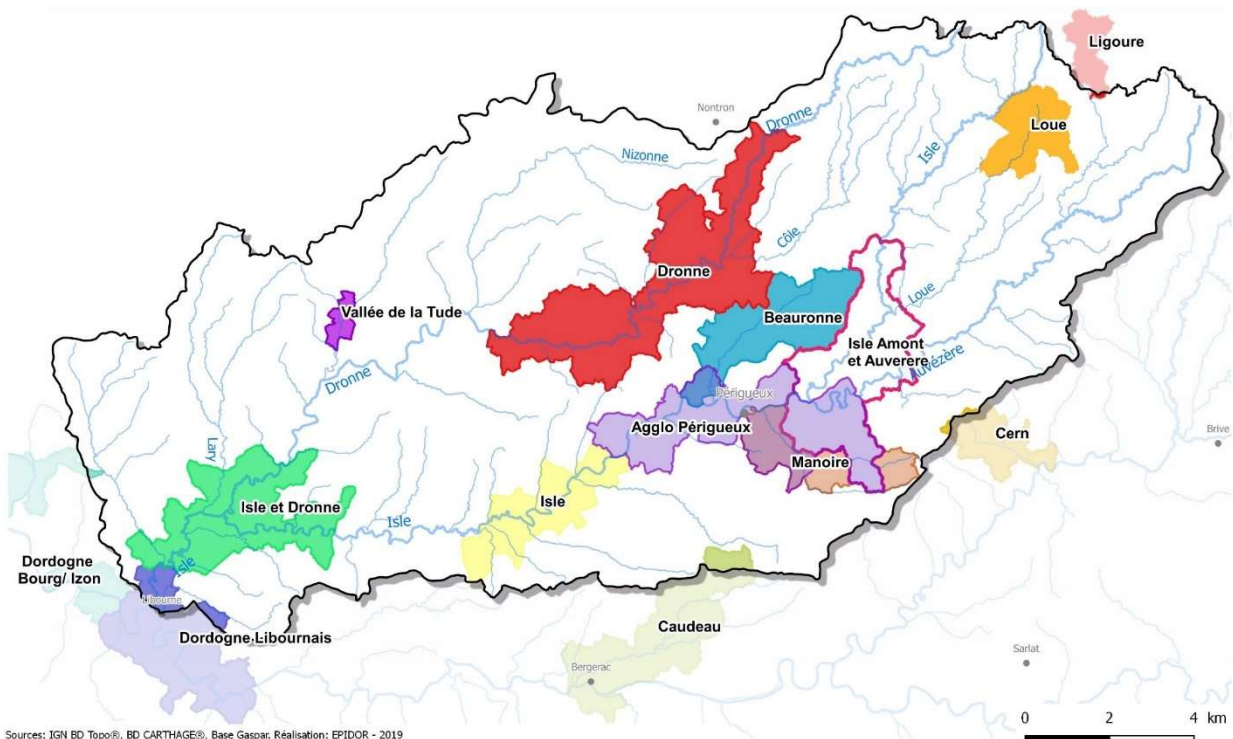 Ligoure
Nontron
Dronne
Loue
Nizonne
Isle
Côle
Dronne
Loue
Vallée de la Tude
Beauronne
Isle Amont
et Auverere
Auvézère
Dronne
Périgueux
Agglo Périgueux
Lary
Cern
Brive
Manoire
Isle et Dronne
Isle
Isle
Isle
Dordogne
Bourg/ Izon
Libourne
Dordogne Libournais
Caudeau
Sarlat
Bergerac
0 2 4 km
Sources: IGN BD Topo®, BD CARTHAGE®, Base Gaspar, Réalisation: EPIDOR - 2019